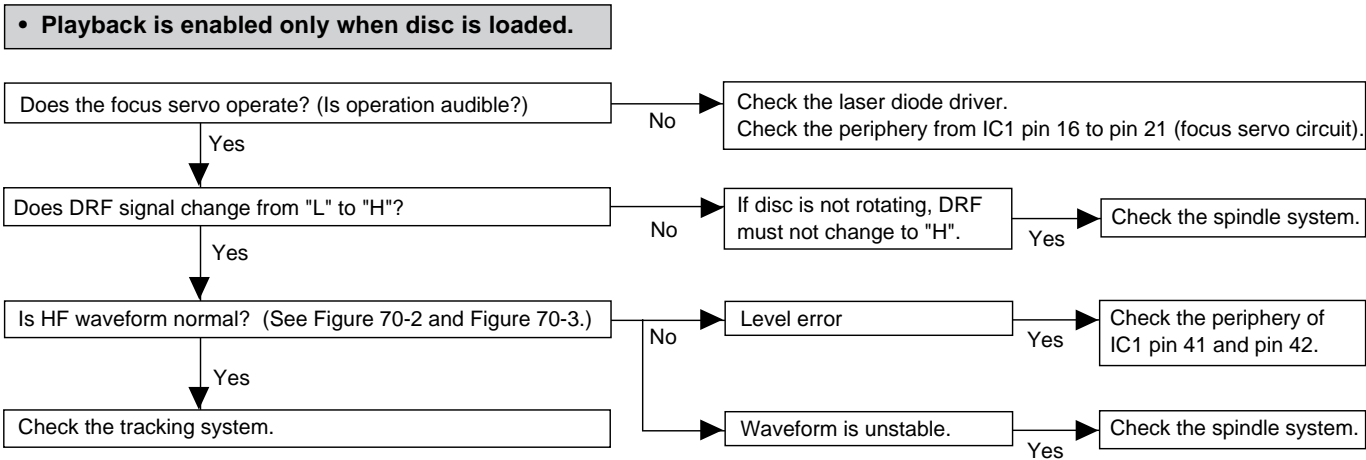 • Playback is enabled only when disc is loaded.
Does the focus servo operate? (Is operation audible?)
No
Check the laser diode driver.
Check the periphery from IC1 pin 16 to pin 21 (focus servo circuit).
Yes
Does DRF signal change from "L" to "H"?
No
If disc is not rotating, DRF
must not change to "H".
Yes
Check the spindle system.
Yes
Is HF waveform normal? (See Figure 70-2 and Figure 70-3.)
No
Level error
Yes
Check the periphery of
IC1 pin 41 and pin 42.
Yes
Check the tracking system.
Waveform is unstable.
Yes
Check the spindle system.